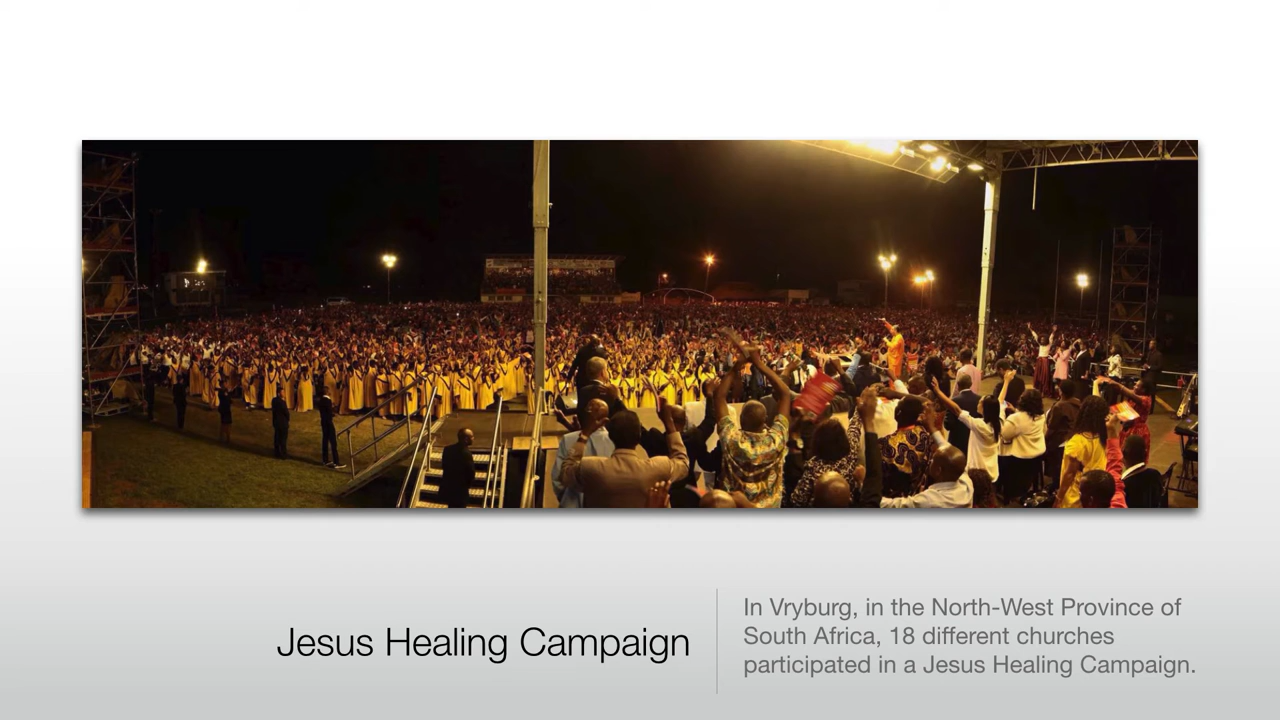 Jesus Healing Campaign
In Vryburg, in the North-West Province of
South Africa, 18 different churches
participated in a Jesus Healing Campaign.